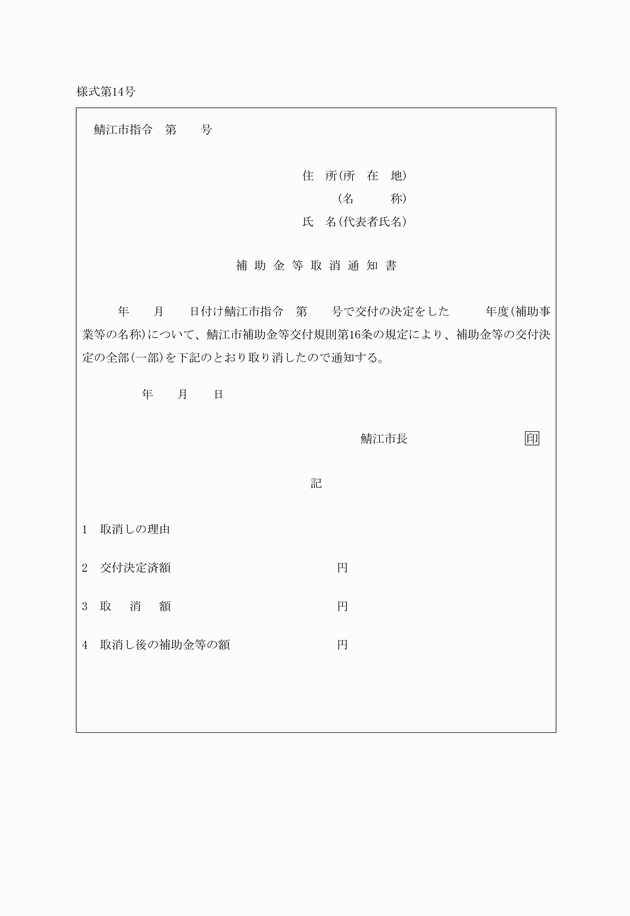 様式第14号
鯖江市指令　第　　号
住　所(所　在　地)
(名　　　称)
氏　名(代表者氏名)
補助金等取消通知書
年　　月　　日付け鯖江市指令　第　　号で交付の決定をした　　　年度(補助事
業等の名称)について、鯖江市補助金等交付規則第16条の規定により、補助金等の交付決
定の全部(一部)を下記のとおり取り消したので通知する。
年　　月　　日
鯖江市長　　　　　　　　　　印
記
1　取消しの理由
2　交付決定済額　　　　　　　　　　　　　　円
3　取　消　額　　　　　　　　　　　　　　円
4　取消し後の補助金等の額　　　　　　　　　円